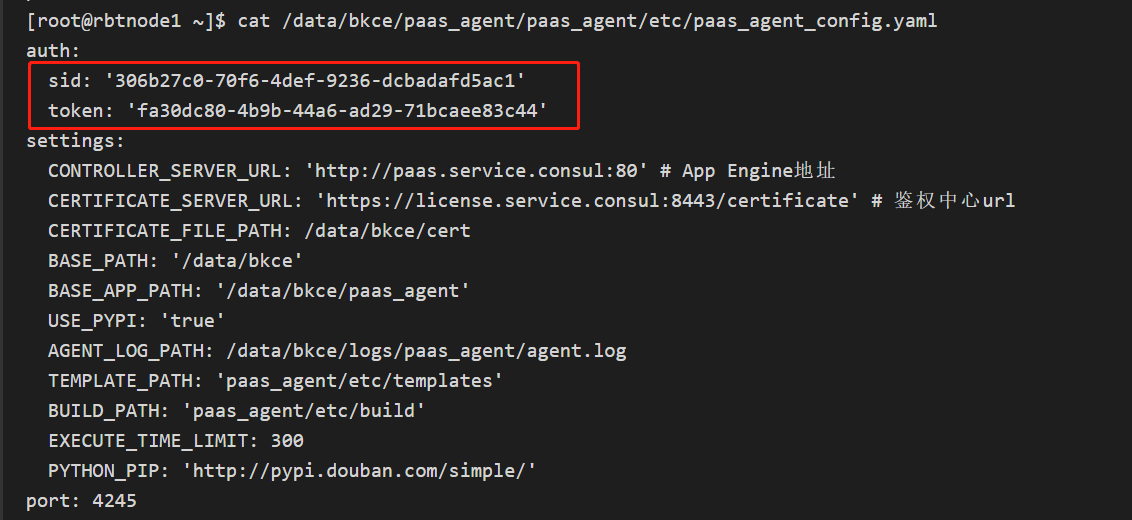 [root@rbtnode1 ~]$ cat /data/bkce/paas_agent/paas_agent/etc/paas_agent_config.yaml
auth:
  sid: '306b27c0-70f6-4def-9236-dcbadafd5ac1'
  token: 'fa30dc80-4b9b-44a6-ad29-71bcaee83c44'
settings:
  CONTROLLER_SERVER_URL: 'http://paas.service.consul:80' # App Engine地址
  CERTIFICATE_SERVER_URL: 'https://license.service.consul:8443/certificate' # 鉴权中心url
  CERTIFICATE_FILE_PATH: /data/bkce/cert
  BASE_PATH: '/data/bkce'
  BASE_APP_PATH: '/data/bkce/paas_agent'
  USE_PYPI: 'true'
  AGENT_LOG_PATH: /data/bkce/logs/paas_agent/agent.log
  TEMPLATE_PATH: 'paas_agent/etc/templates'
  BUILD_PATH: 'paas_agent/etc/build'
  EXECUTE_TIME_LIMIT: 300
  PYTHON_PIP: 'http://pypi.douban.com/simple/'
port: 4245